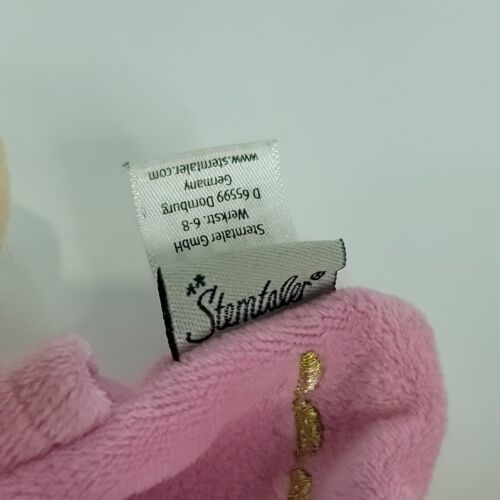 Sterntaler GmbH
Werkstr. 6-8
D 65599 Dornburg
Germany
www.sterntaler.com
Sterntaler®